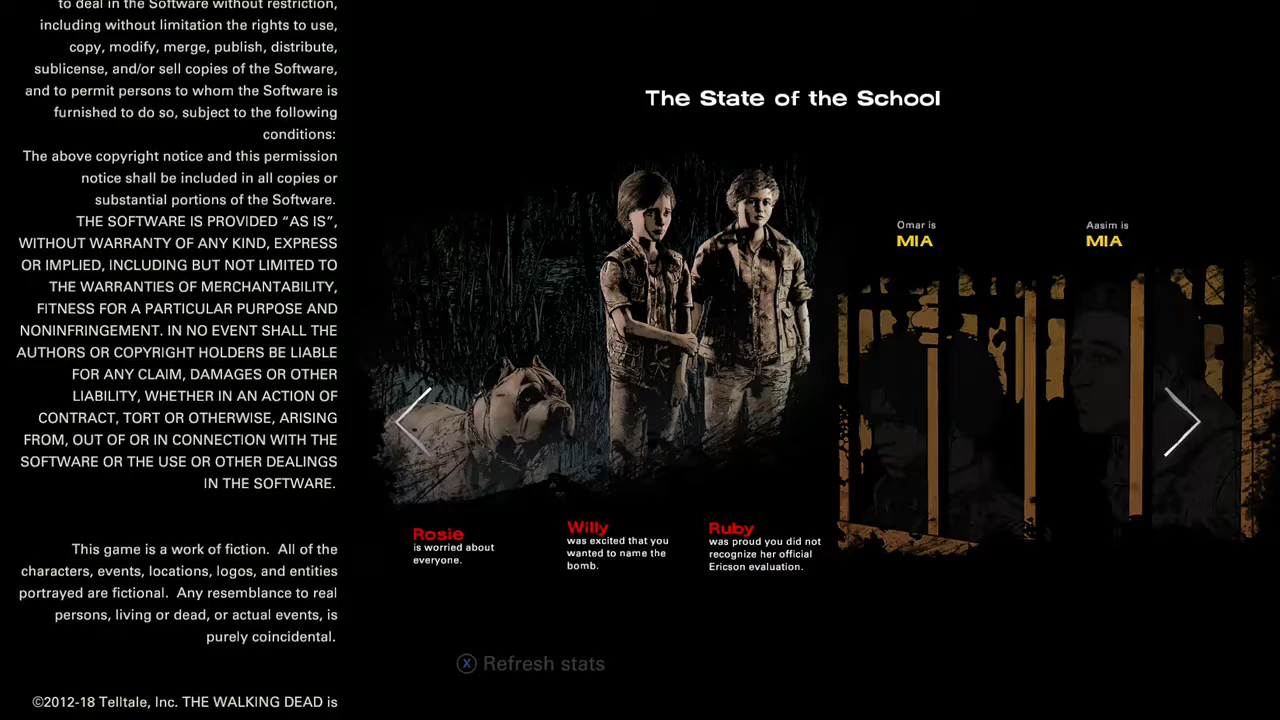 to deal in the Software without restriction,
including without limitation the rights to use,
copy, modify, merge, publish, distribute,
sublicense, and/or sell copies of the Software,
and to permit persons to whom the Software is
furnished to do so, subject to the following
conditions:
The above copyright notice and this permission
notice shall be included in all copies or
substantial portions of the Software.
THE SOFTWARE IS PROVIDED “AS IS”,
WITHOUT WARRANTY OF ANY KIND, EXPRESS
OR IMPLIED, INCLUDING BUT NOT LIMITED TO
THE WARRANTIES OF MERCHANTABILITY,
FITNESS FOR A PARTICULAR PURPOSE AND
NONINFRINGEMENT. IN NO EVENT SHALL THE
AUTHORS OR COPYRIGHT HOLDERS BE LIABLE
FOR ANY CLAIM, DAMAGES OR OTHER
LIABILITY, WHETHER IN AN ACTION OF
CONTRACT, TORT OR OTHERWISE, ARISING
FROM, OUT OF OR IN CONNECTION WITH THE
SOFTWARE OR THE USE OR OTHER DEALINGS
IN THE SOFTWARE.
This game is a work of fiction. All of the
characters, events, locations, logos, and entities
portrayed are fictional. Any resemblance to real
persons, living or dead, or actual events, is
purely coincidental.
©2012-18 Telltale, Inc. THE WALKING DEAD is
The State of the School
Omar is
MIA
Aasim is
MIA
Rosie
is worried about
everyone.
Willy
was excited that you
wanted to name the
bomb.
Ruby
was proud you did not
recognize her official
Ericson evaluation.
X Refresh stats